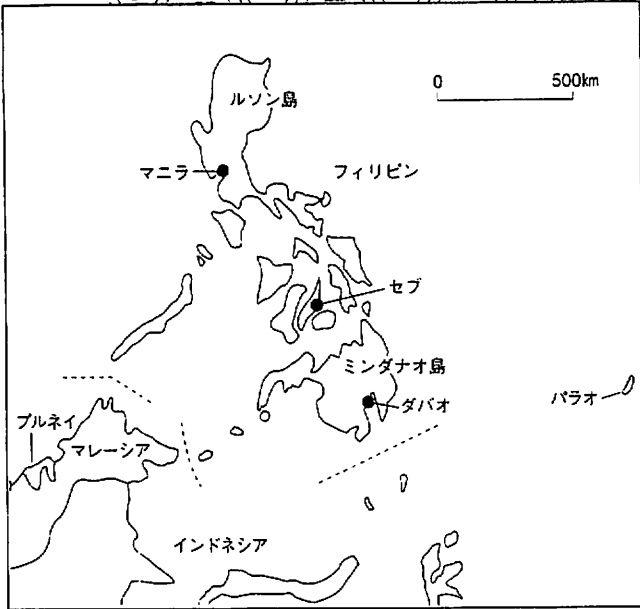 0 500km
ルソン島
マニラ
フィリピン
セブ
ミンダナオ島
ダバオ
パラオ
ブルネイ
マレーシア
インドネシア